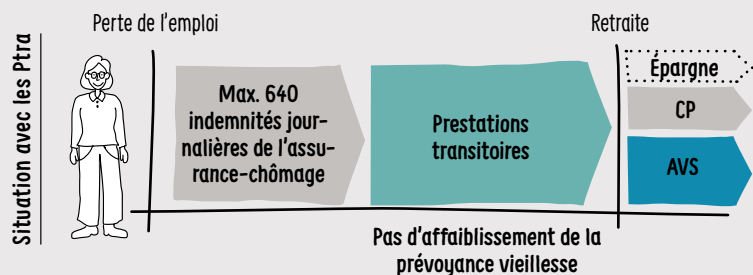 Situation avec les Ptra
Perte de l'emploi
Retraite
Max. 640
indemnités jour-
nalières de l'assu-
rance-chômage
Prestations
transitoires
Épargne
CP
AVS
Pas d'affaiblissement de la
prévoyance vieillesse